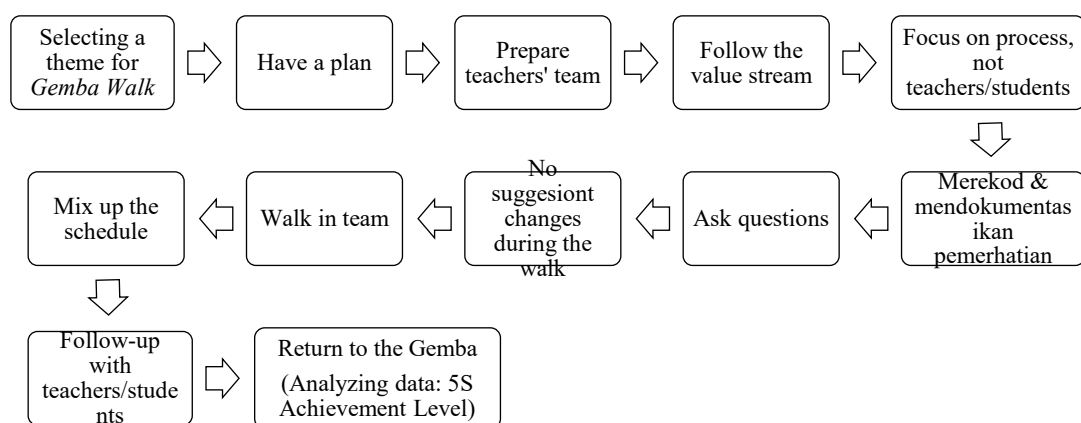 Selecting a
theme for
Gemba Walk
Have a plan
Prepare
teachers' team
Follow the
value stream
Focus on process,
not
teachers/students
Merekod &
mendokumentas
ikan
pemerhatian
Ask questions
No
suggesiont
changes
during the
walk
Walk in team
Mix up the
schedule
Follow-up
with
teachers/stude
nts
Return to the Gemba
(Analyzing data: 5S
Achievement Level)